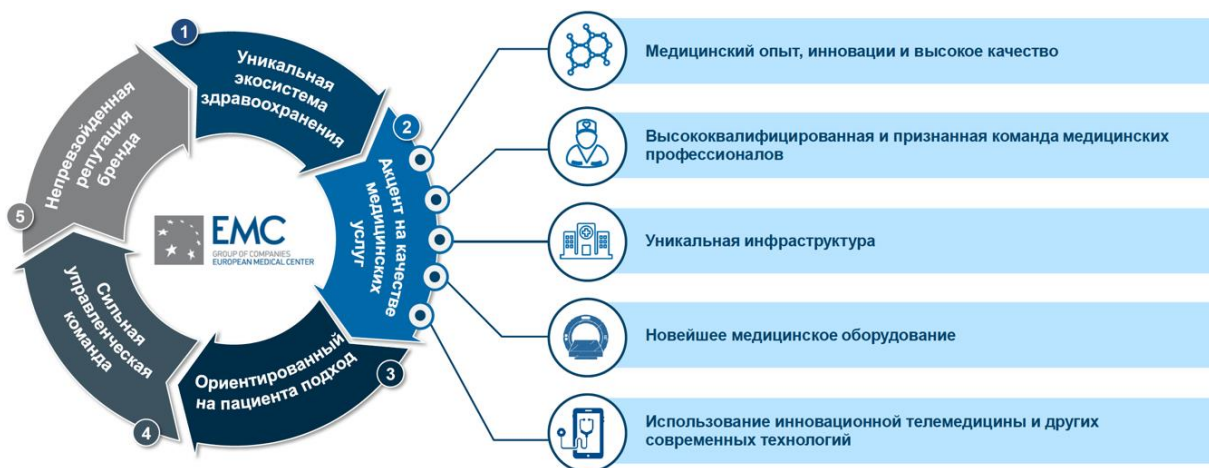 1
Уникальная
экосистема
здравоохранения
2
Акцент на качестве
медицинских
услуг
3
Ориентированный
на пациента подход
4
Сильная
управленческая
команда
5
Непревзойденная
репутация
бренда
EMC
GROUP OF COMPANIES
EUROPEAN MEDICAL CENTER
Медицинский опыт, инновации и высокое качество
Высококвалифицированная и признанная команда медицинских
профессионалов
Уникальная инфраструктура
Новейшее медицинское оборудование
Использование инновационной телемедицины и других
современных технологий